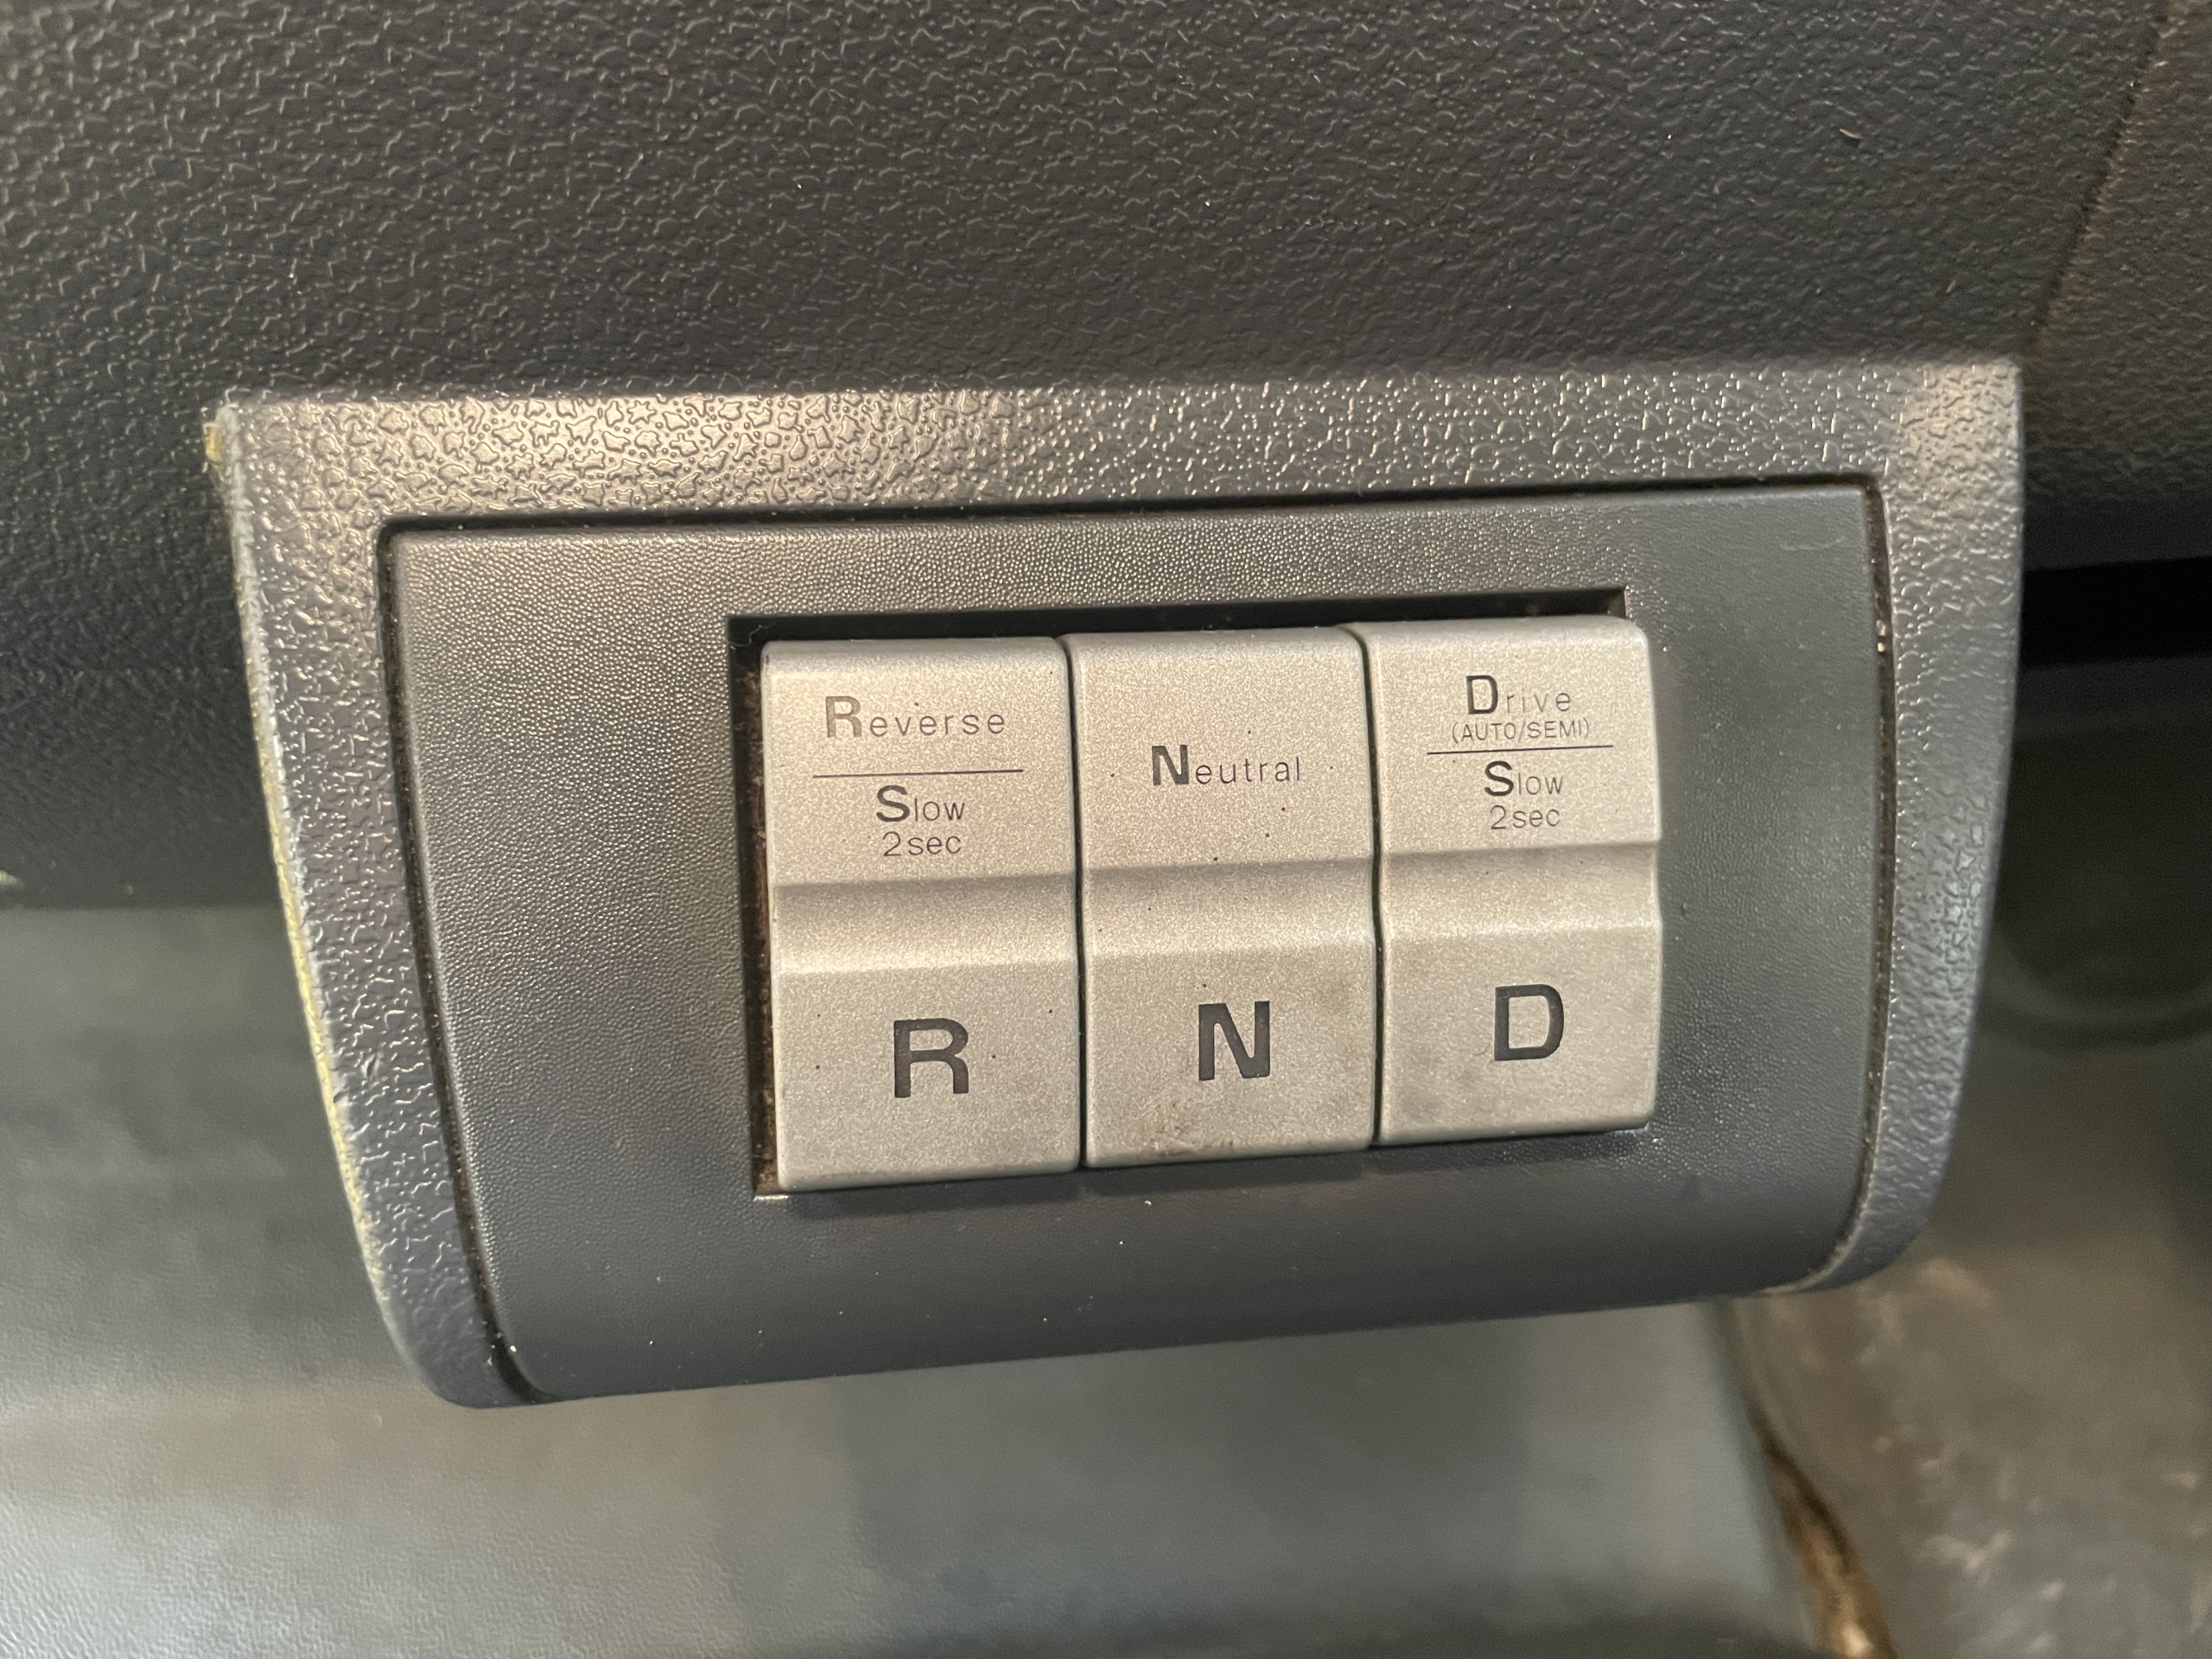 Reverse
Slow
2sec
R
Neutral
N
Drive
(AUTO/SEMI)
Slow
2sec
D